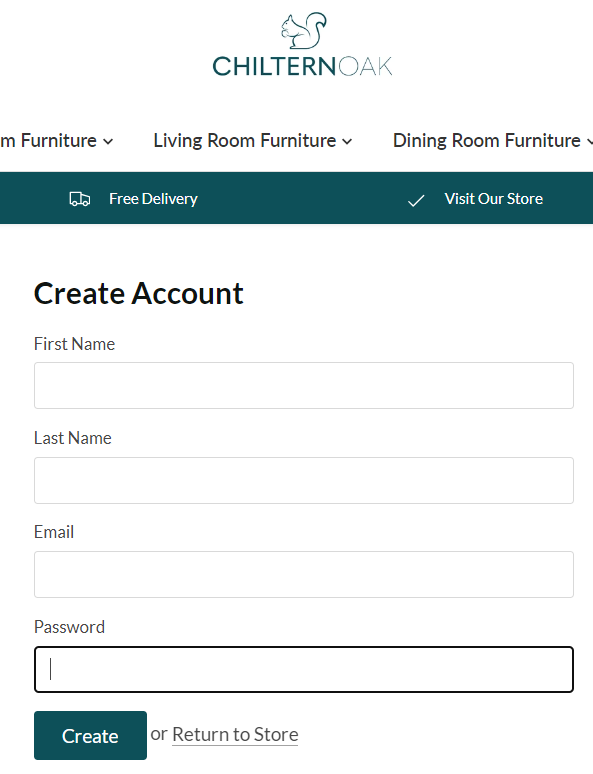 CHILTERNOAK
m Furniture Living Room Furniture Dining Room Furniture
Free Delivery Visit Our Store
Create Account
First Name
Last Name
Email
Password
Create or Return to Store